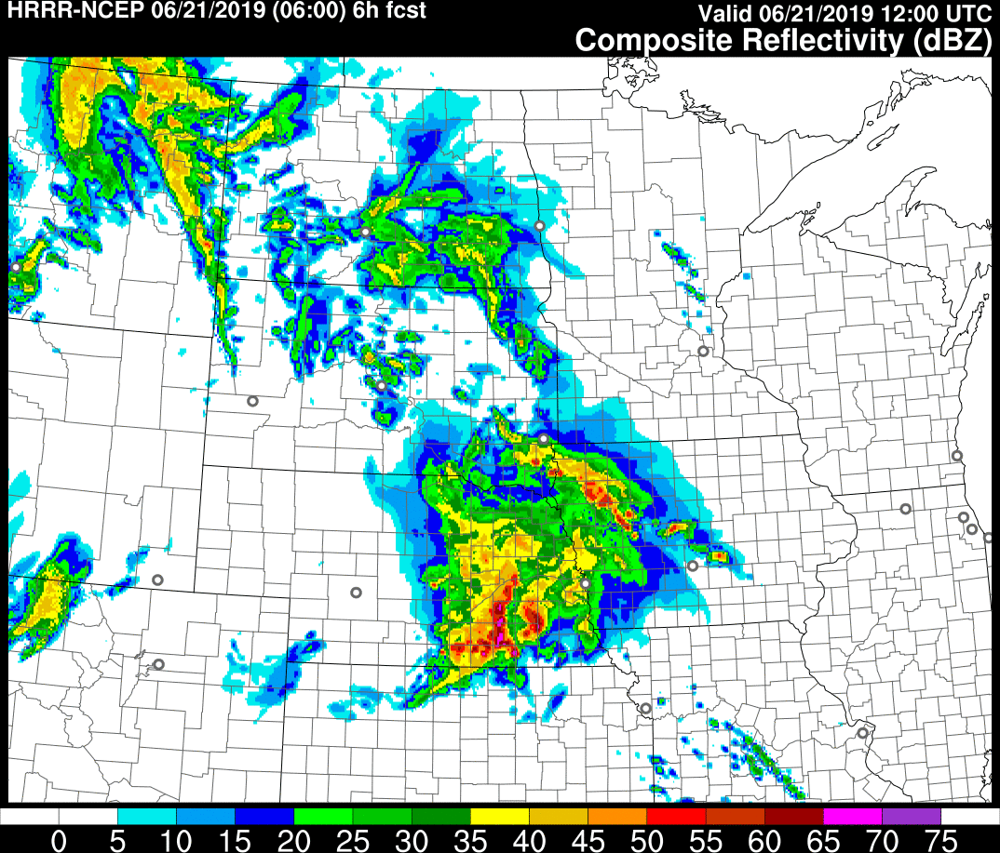 HRRR-NCEP 06/21/2019 (06:00) 6h fcst
Valid 06/21/2019 12:00 UTC
Composite Reflectivity (dBZ)
0 5 10 15 20 25 30 35 40 45 50 55 60 65 70 75